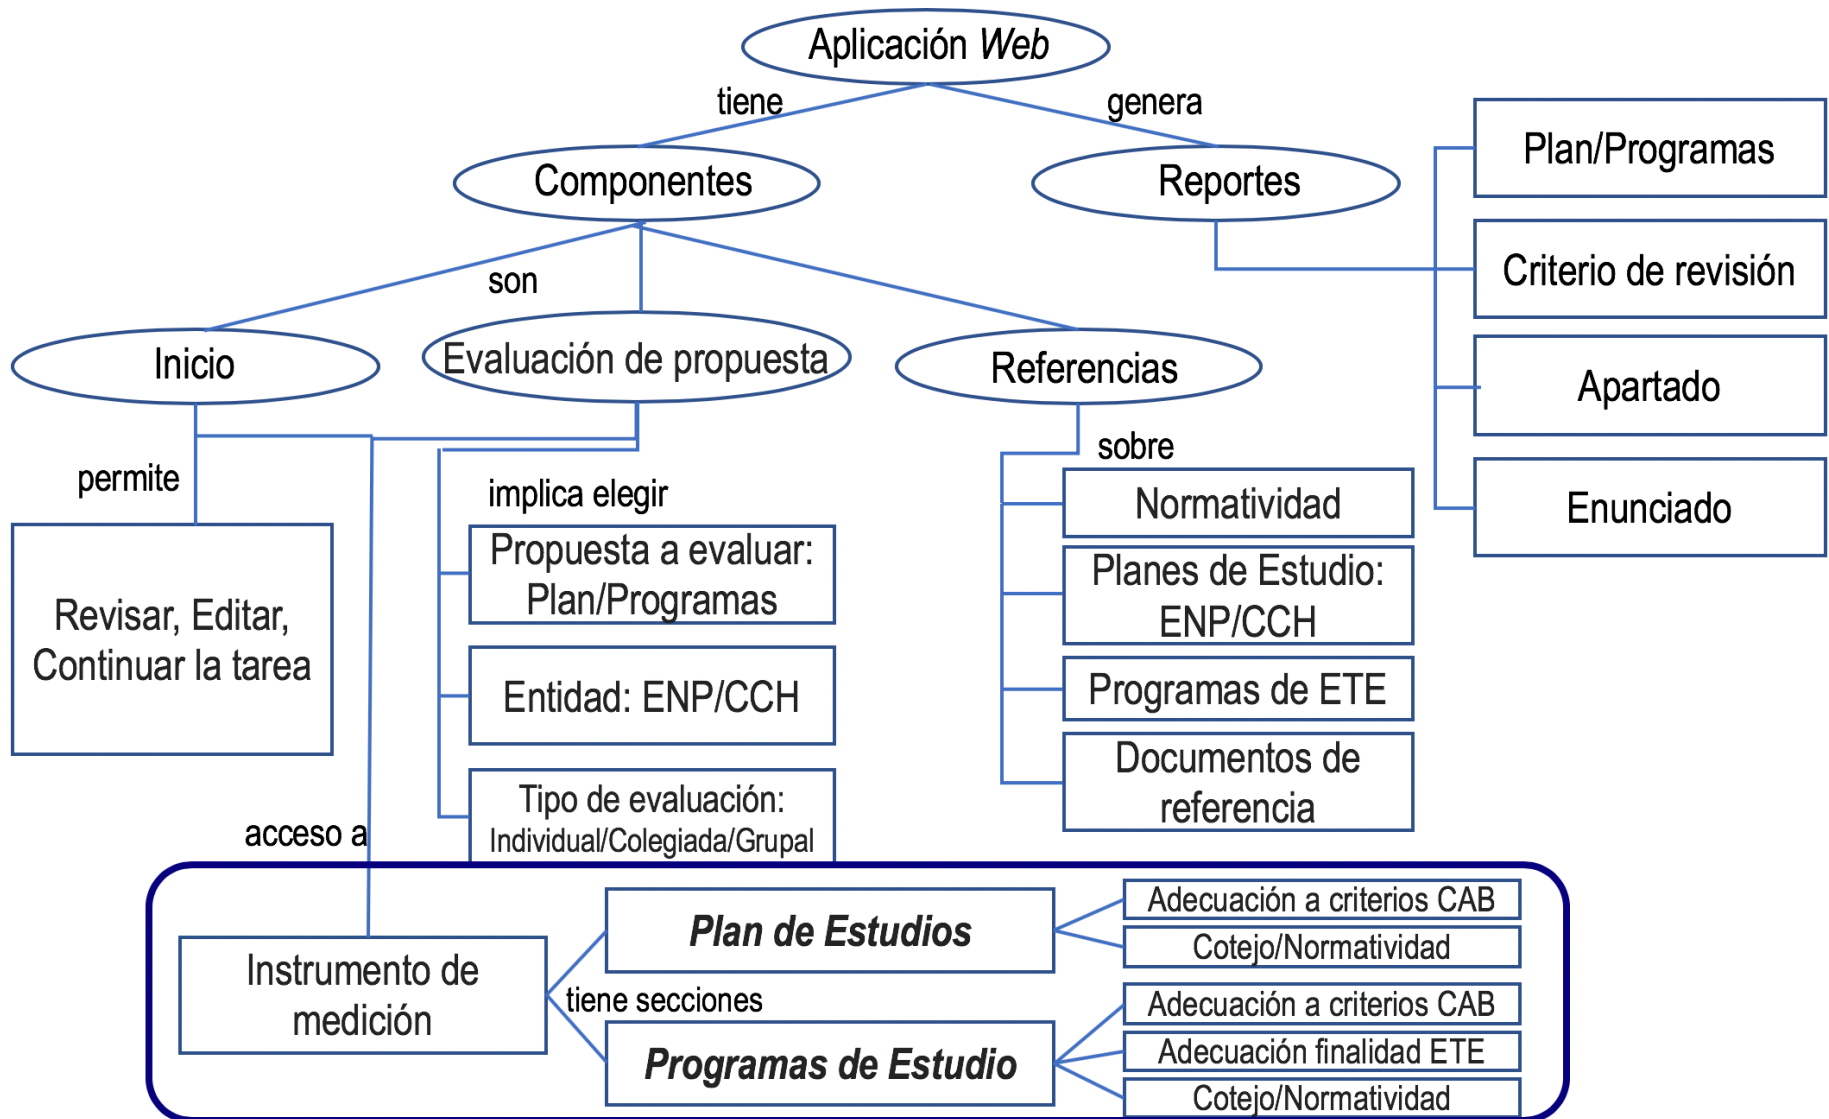 Aplicación Web
tiene
genera
Componentes
Reportes
Plan/Programas
Criterio de revisión
Apartado
Enunciado
son
Inicio
Evaluación de propuesta
Referencias
permite
Revisar, Editar,
Continuar la tarea
implica elegir
Propuesta a evaluar:
Plan/Programas
Entidad: ENP/CCH
Tipo de evaluación:
Individual/Colegiada/Grupal
sobre
Normatividad
Planes de Estudio:
ENP/CCH
Programas de ETE
Documentos de
referencia
acceso a
Instrumento de
medición
tiene secciones
Plan de Estudios
Adecuación a criterios CAB
Cotejo/Normatividad
Programas de Estudio
Adecuación a criterios CAB
Adecuación finalidad ETE
Cotejo/Normatividad